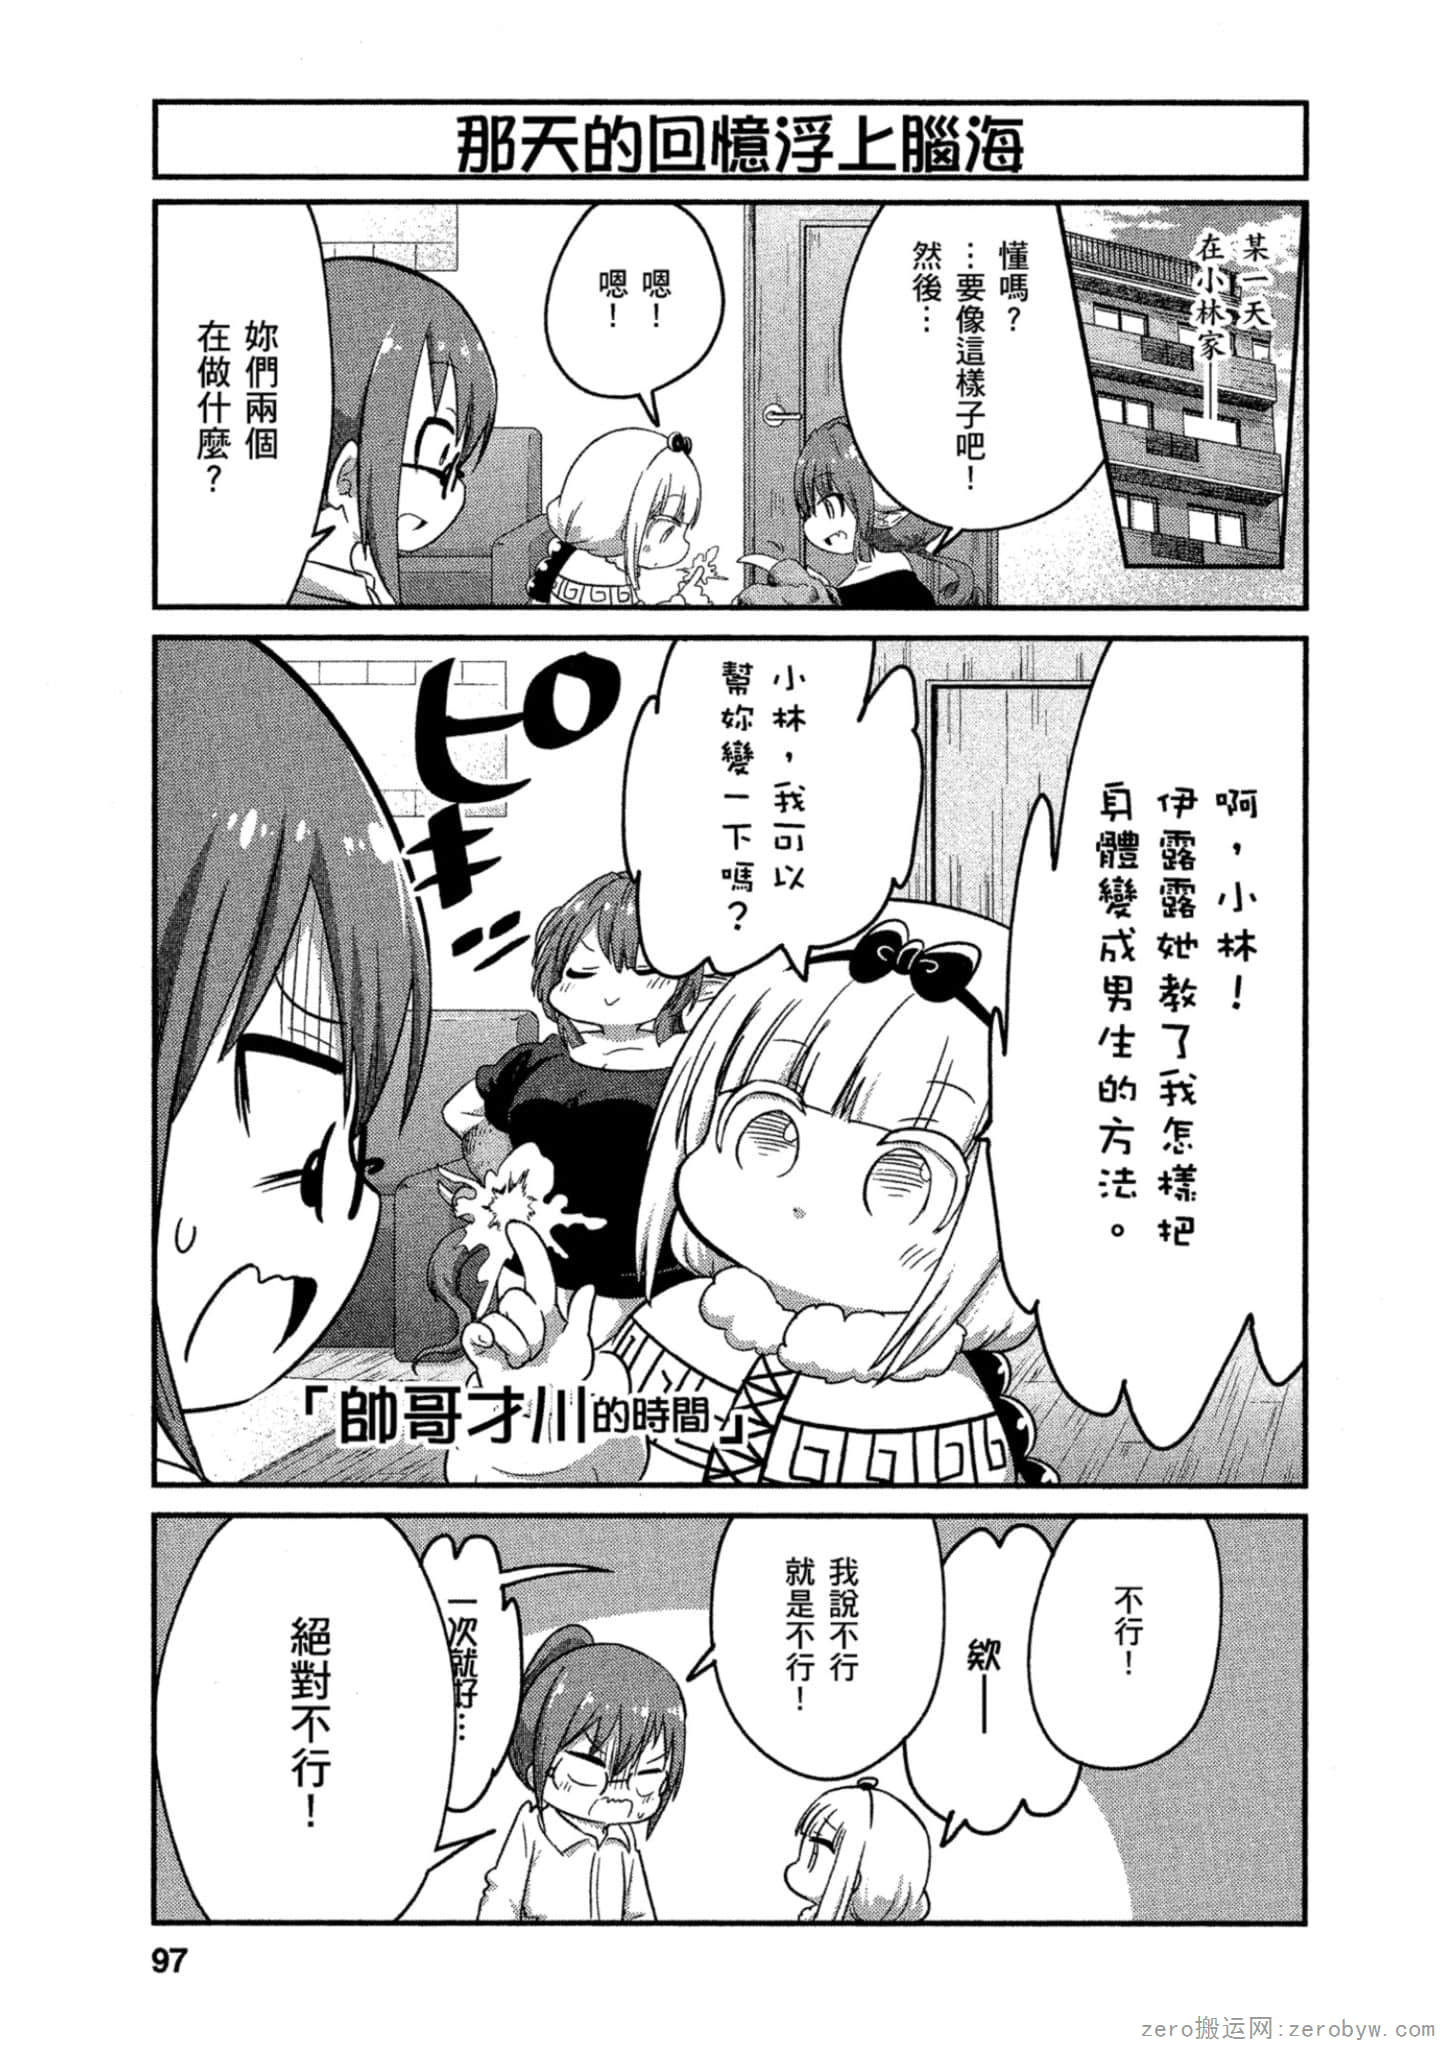 那天的回憶浮上腦海
某一天
在小林家——
懂嗎？
…要像這樣子吧！
然後…
嗯！
嗯！
妳們兩個
在做什麼？
啊，小林！
伊露露她教了我怎樣把
身體變成男生的方法。
小林，我可以
幫妳變一下嗎？
ピキ
「帥哥才川的時間」
不行！
欸——
我說不行
就是不行！
一次就好…
絕對不行！
97
zero搬运网:zerobyw.com